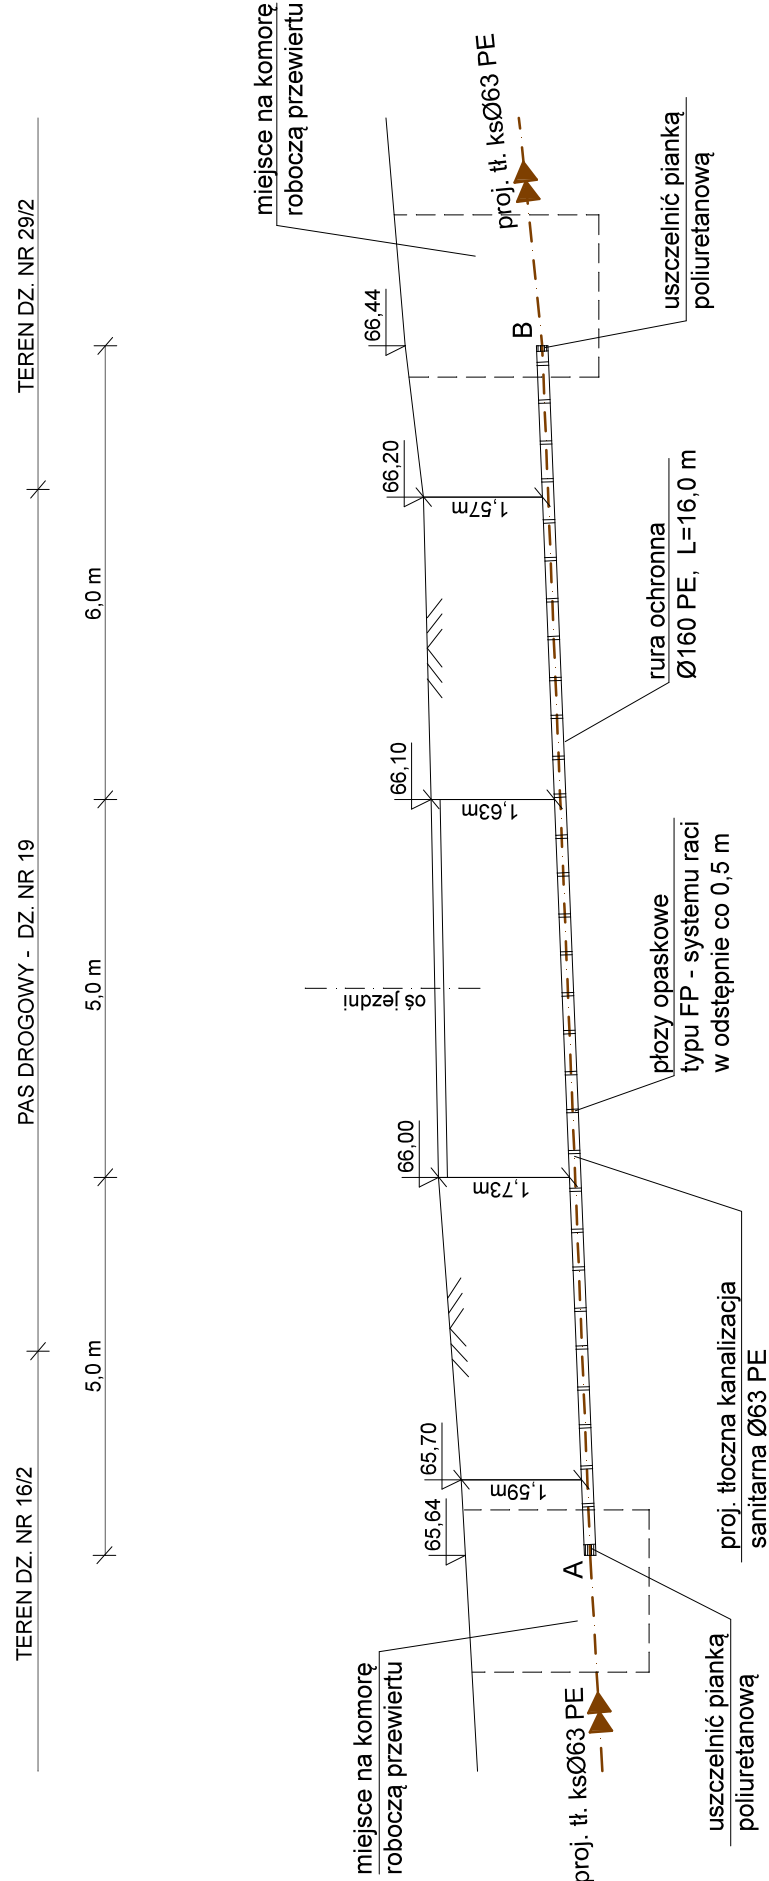 TEREN DZ. NR 16/2
PAS DROGOWY - DZ. NR 19
TEREN DZ. NR 29/2
5,0 m
5,0 m
6,0 m
miejsce na komorę
roboczą przewiertu
miejsce na komorę
roboczą przewiertu
65,64
65,70
66,00
66,10
66,20
66,44
oś jezdni
1,59m
1,73m
1,63m
1,57m
A
B
proj. tł. ksØ63 PE
proj. tł. ksØ63 PE
uszczelnić pianką
poliuretanową
proj. tłoczna kanalizacja
sanitarna Ø63 PE
płozy opaskowe
typu FP - systemu raci
w odstępnie co 0,5 m
rura ochronna
Ø160 PE, L=16,0 m
uszczelnić pianką
poliuretanową